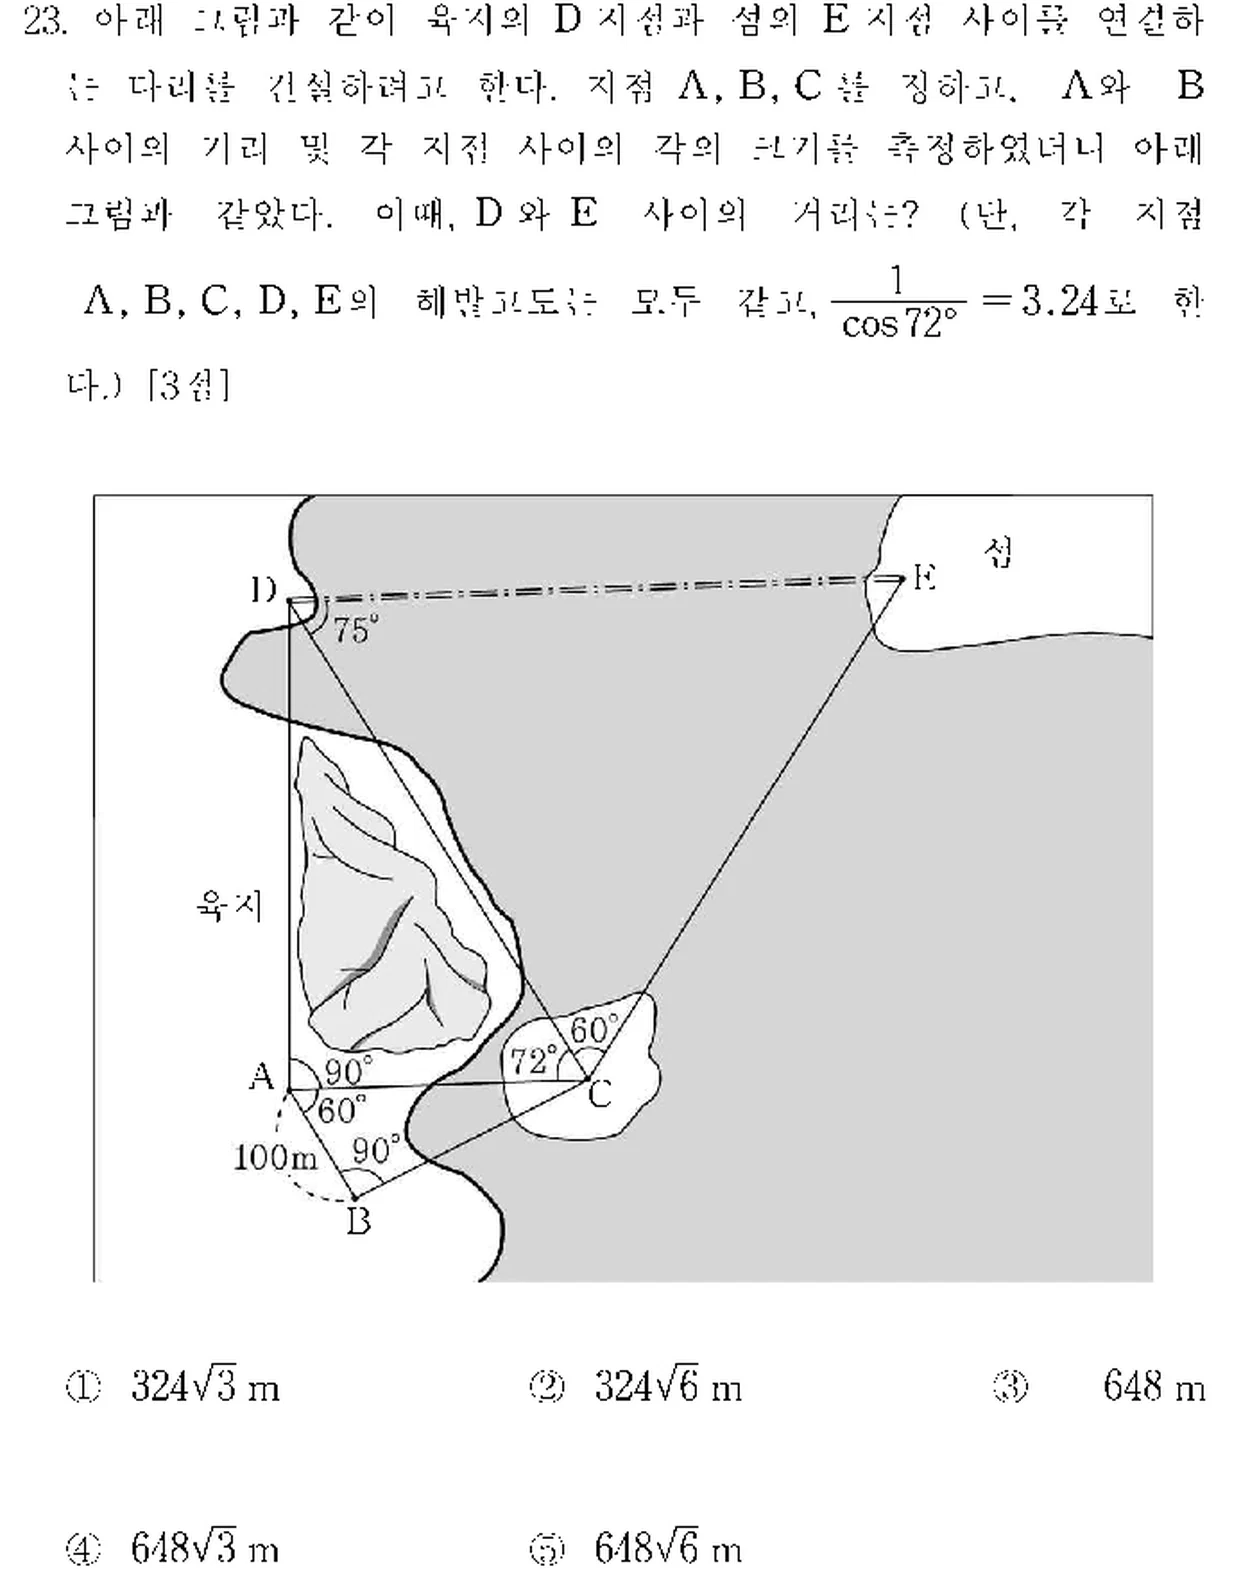 23. 아래 그림과 같이 육지의 D 지점과 섬의 E 지점 사이를 연결하
는 다리를 건설하려고 한다. 지점 A, B, C 를 정하고, A와 B
사이의 거리 및 각 지점 사이의 각의 크기를 측정하였더니 아래
그림과 같았다. 이때, D 와 E 사이의 거리는? (단, 각 지점
A, B, C, D, E의 해발고도는 모두 같고, \frac{1}{cos 72°} = 3.24로 한
다.) [3점]
섬
D
E
75°
육지
60°
72°
A
90°
C
60°
90°
100m
B
① 324√3 m ② 324√6 m ③ 648 m
④ 648√3 m ⑤ 648√6 m